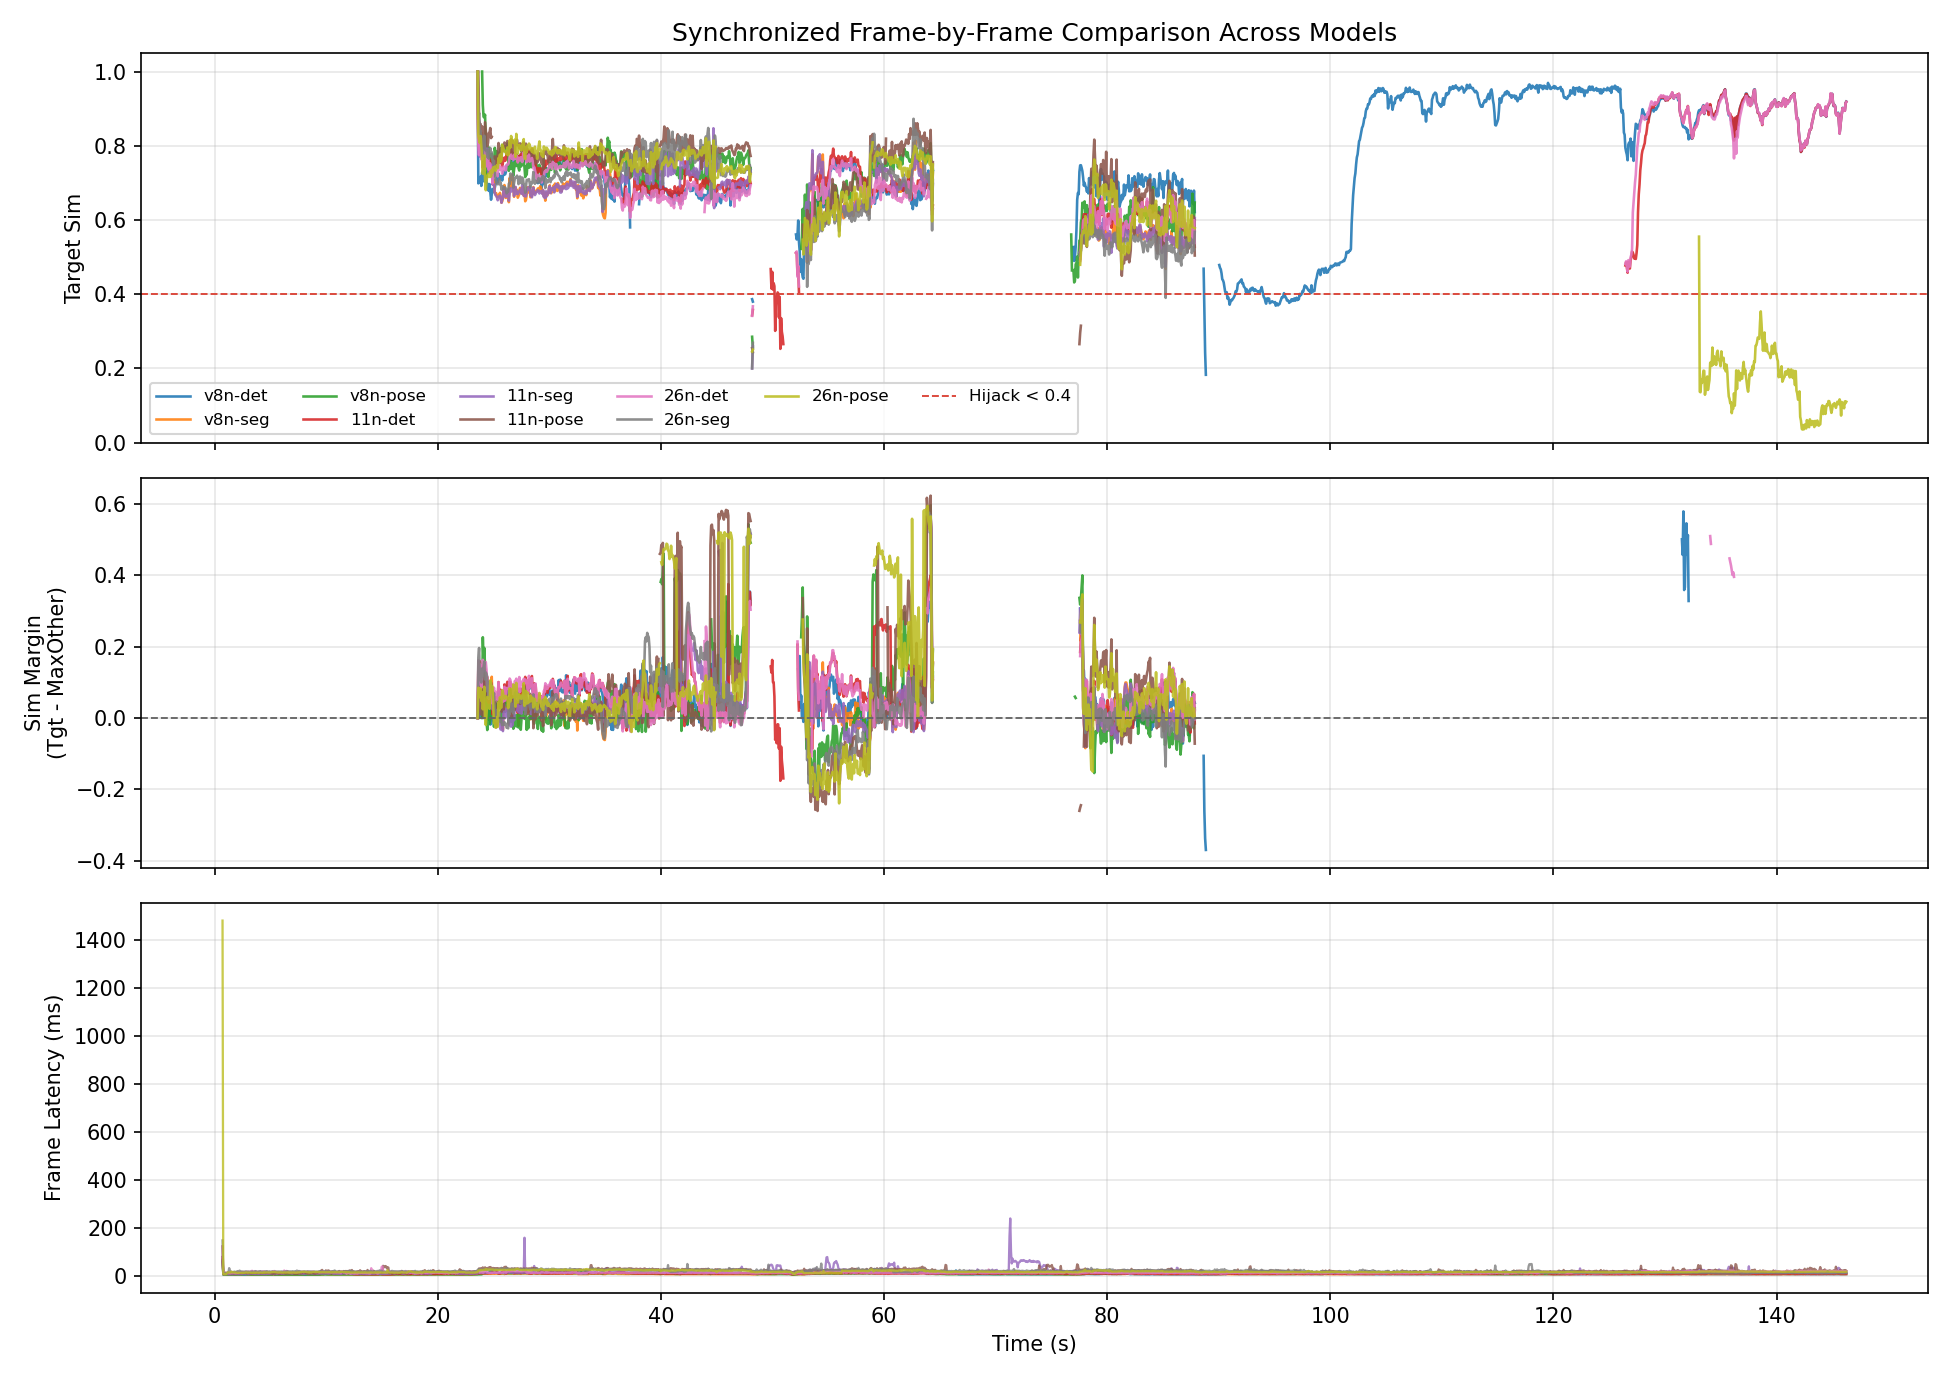 Synchronized Frame-by-Frame Comparison Across Models
Target Sim
1.0
0.8
0.6
0.4
0.2
0.0
v8n-det v8n-pose 11n-seg 26n-det 26n-pose Hijack < 0.4
v8n-seg 11n-det 11n-pose 26n-seg
Sim Margin
(Tgt - MaxOther)
0.6
0.4
0.2
0.0
−0.2
−0.4
Frame Latency (ms)
1400
1200
1000
800
600
400
200
0
0 20 40 60 80 100 120 140
Time (s)